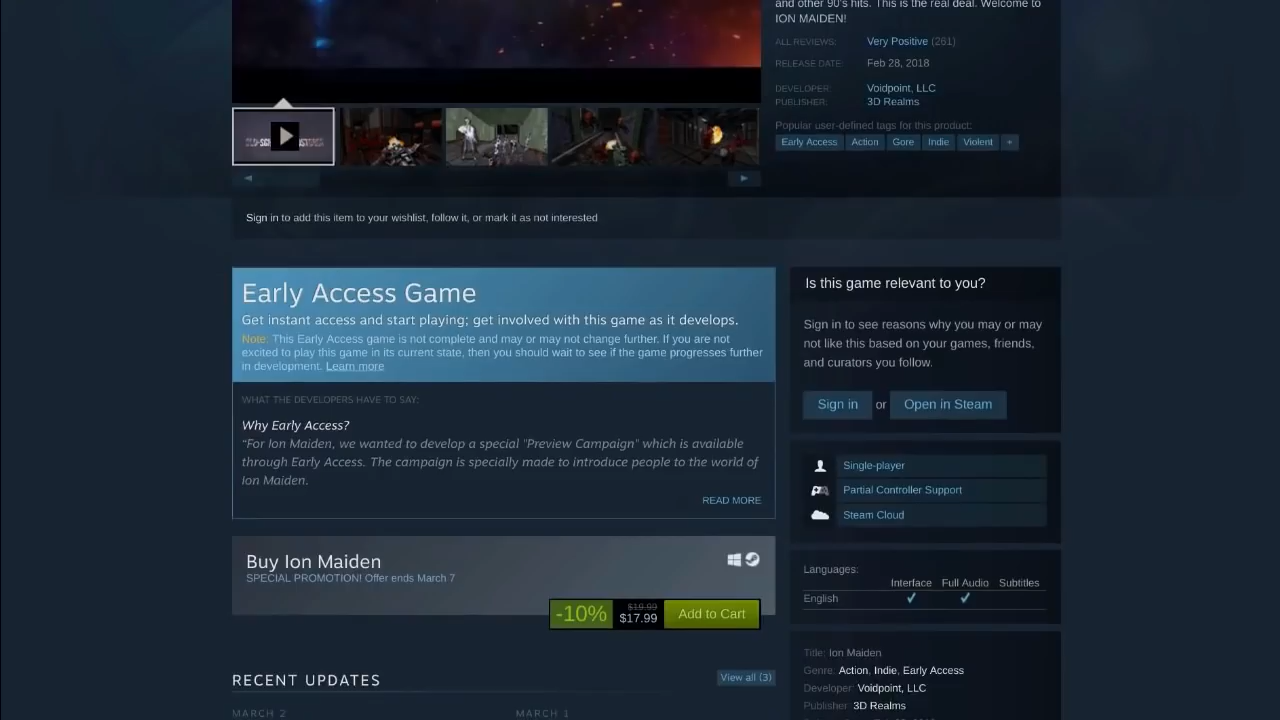 and other 90's hits. This is the real deal. Welcome to
ION MAIDEN!
ALL REVIEWS: Very Positive (261)
RELEASE DATE: Feb 28, 2018
DEVELOPER: Voidpoint, LLC
PUBLISHER: 3D Realms
Popular user-defined tags for this product:
Early Access Action Gore Indie Violent +
Sign in to add this item to your wishlist, follow it, or mark it as not interested
Early Access Game
Get instant access and start playing; get involved with this game as it develops.
Note: This Early Access game is not complete and may or may not change further. If you are not
excited to play this game in its current state, then you should wait to see if the game progresses further
in development. Learn more
WHAT THE DEVELOPERS HAVE TO SAY:
Why Early Access?
“For Ion Maiden, we wanted to develop a special "Preview Campaign" which is available
through Early Access. The campaign is specially made to introduce people to the world of
Ion Maiden.
READ MORE
Buy Ion Maiden
SPECIAL PROMOTION! Offer ends March 7
-10% $19.99 $17.99 Add to Cart
RECENT UPDATES View all (3)
MARCH 2 MARCH 1
Is this game relevant to you?
Sign in to see reasons why you may or may
not like this based on your games, friends,
and curators you follow.
Sign in or Open in Steam
Single-player
Partial Controller Support
Steam Cloud
Languages:
Interface Full Audio Subtitles
English ✔ ✔
Title: Ion Maiden
Genre: Action, Indie, Early Access
Developer: Voidpoint, LLC
Publisher: 3D Realms